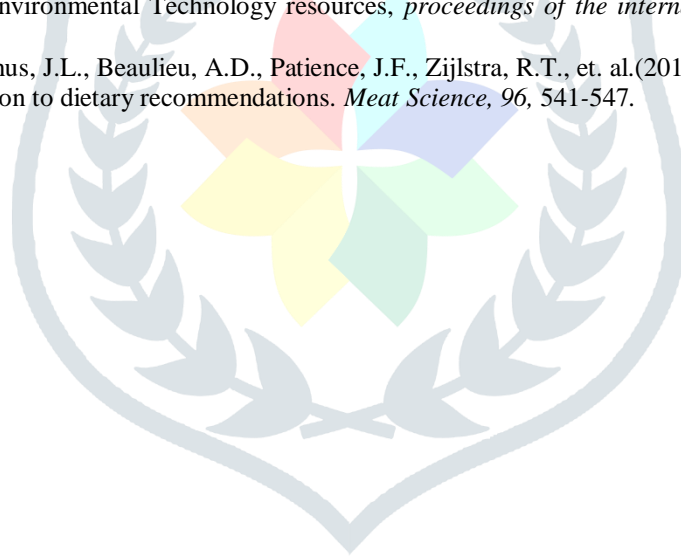 nvironmental Technology resources, proceedings of the intern
nus, J.L., Beaulieu, A.D., Patience, J.F., Zijlstra, R.T., et. al.(201
on to dietary recommendations. Meat Science, 96, 541-547.